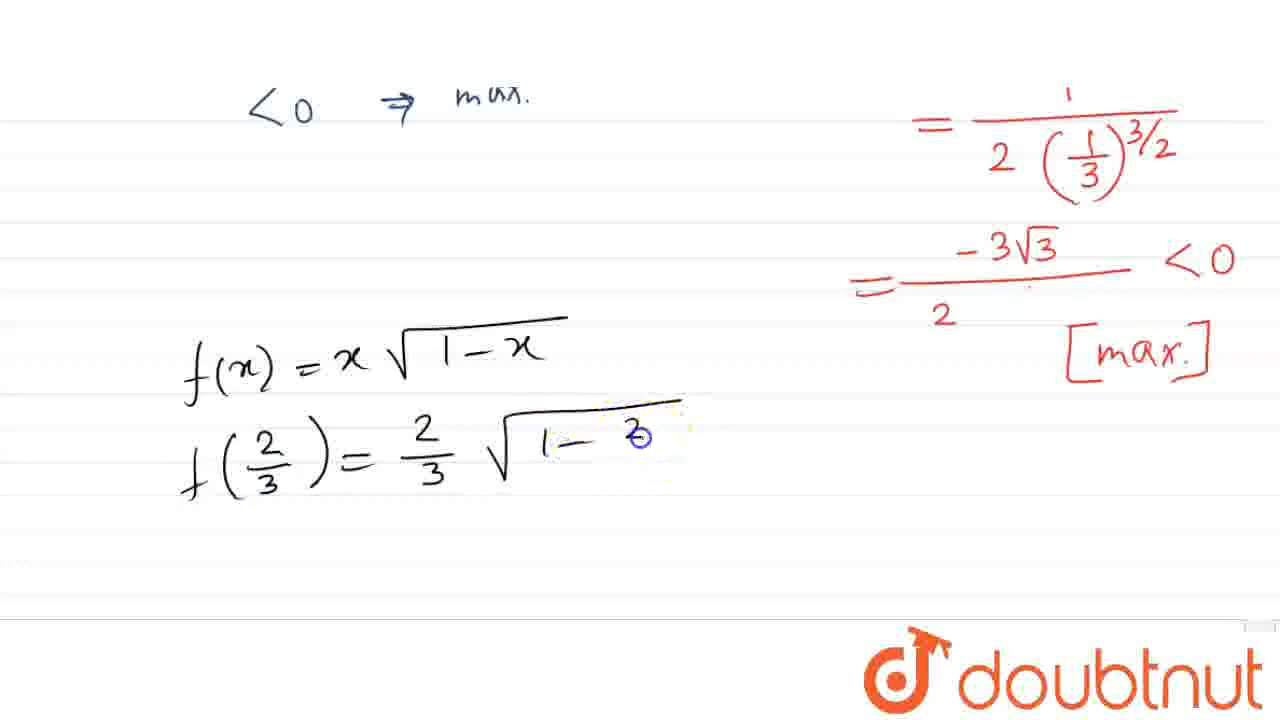 < 0 ⇒ max.
= 1 / 2 (1/3)^3/2
= -3√3 / 2 < 0
[max.]
f(x) = x √1-x
f(2/3) = 2/3 √1- 2
doubtnut